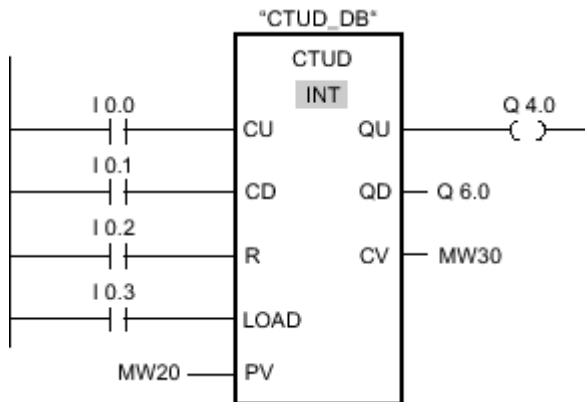 "CTUD_DB"
CTUD
INT
I 0.0
CU
QU
Q 4.0
I 0.1
CD
QD
Q 6.0
I 0.2
R
CV
MW30
I 0.3
LOAD
MW20
PV